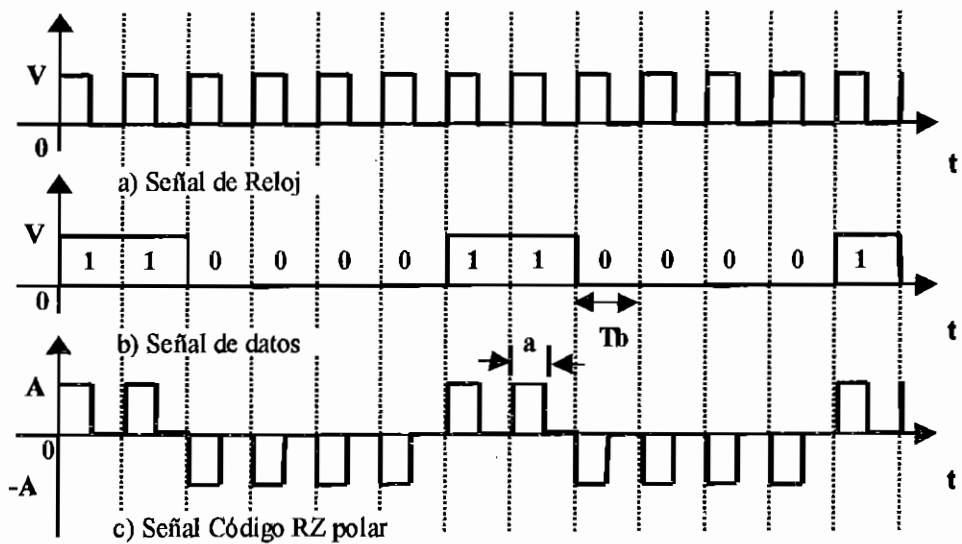 V
0
t
a) Señal de Reloj
V
1 1 0 0 0 0 1 1 0 0 0 0 1
0
t
Tb
b) Señal de datos
a
A
0
-A
t
c) Señal Código RZ polar